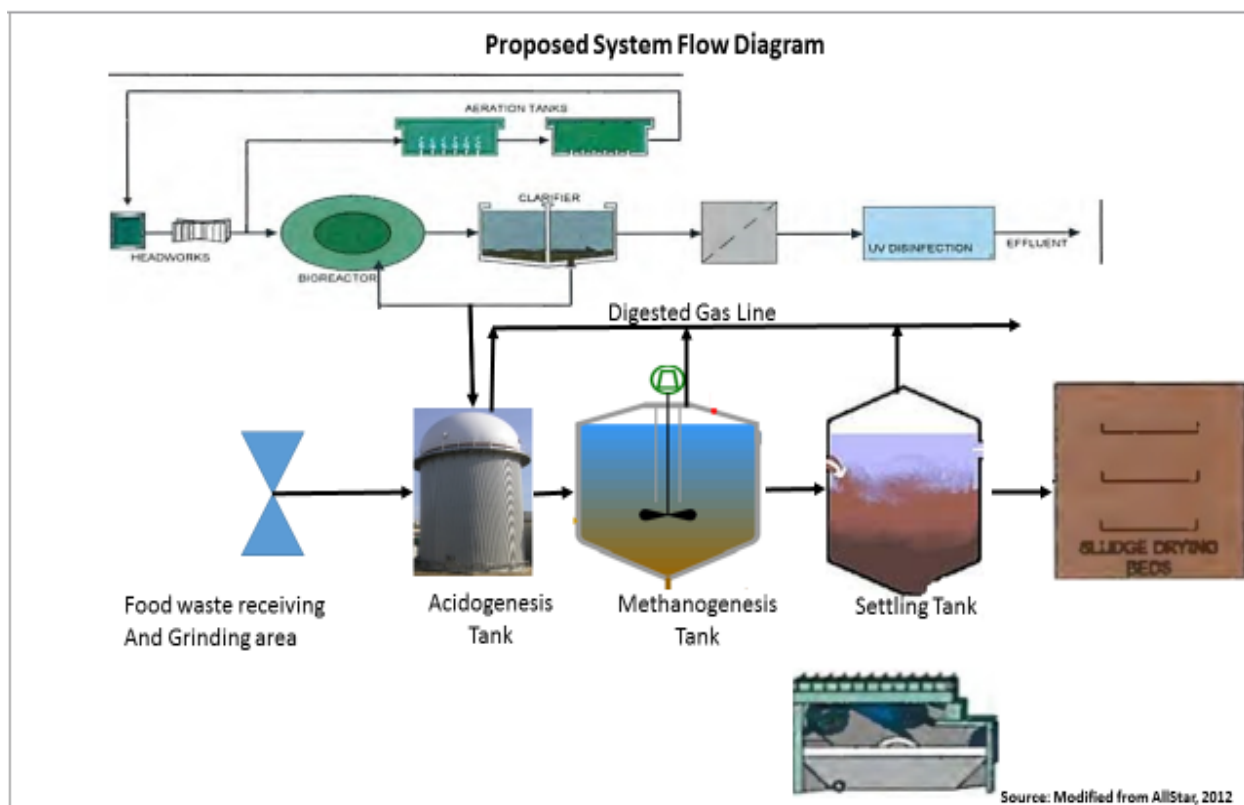 Proposed System Flow Diagram
AERATION TANKS
CLARIFIER
HEADWORKS
BIOREACTOR
UV DISINFECTION
EFFLUENT
Digested Gas Line
SLUDGE DRYING
BEDS
Food waste receiving
And Grinding area
Acidogenesis
Tank
Methanogenesis
Tank
Settling Tank
Source: Modified from AllStar, 2012